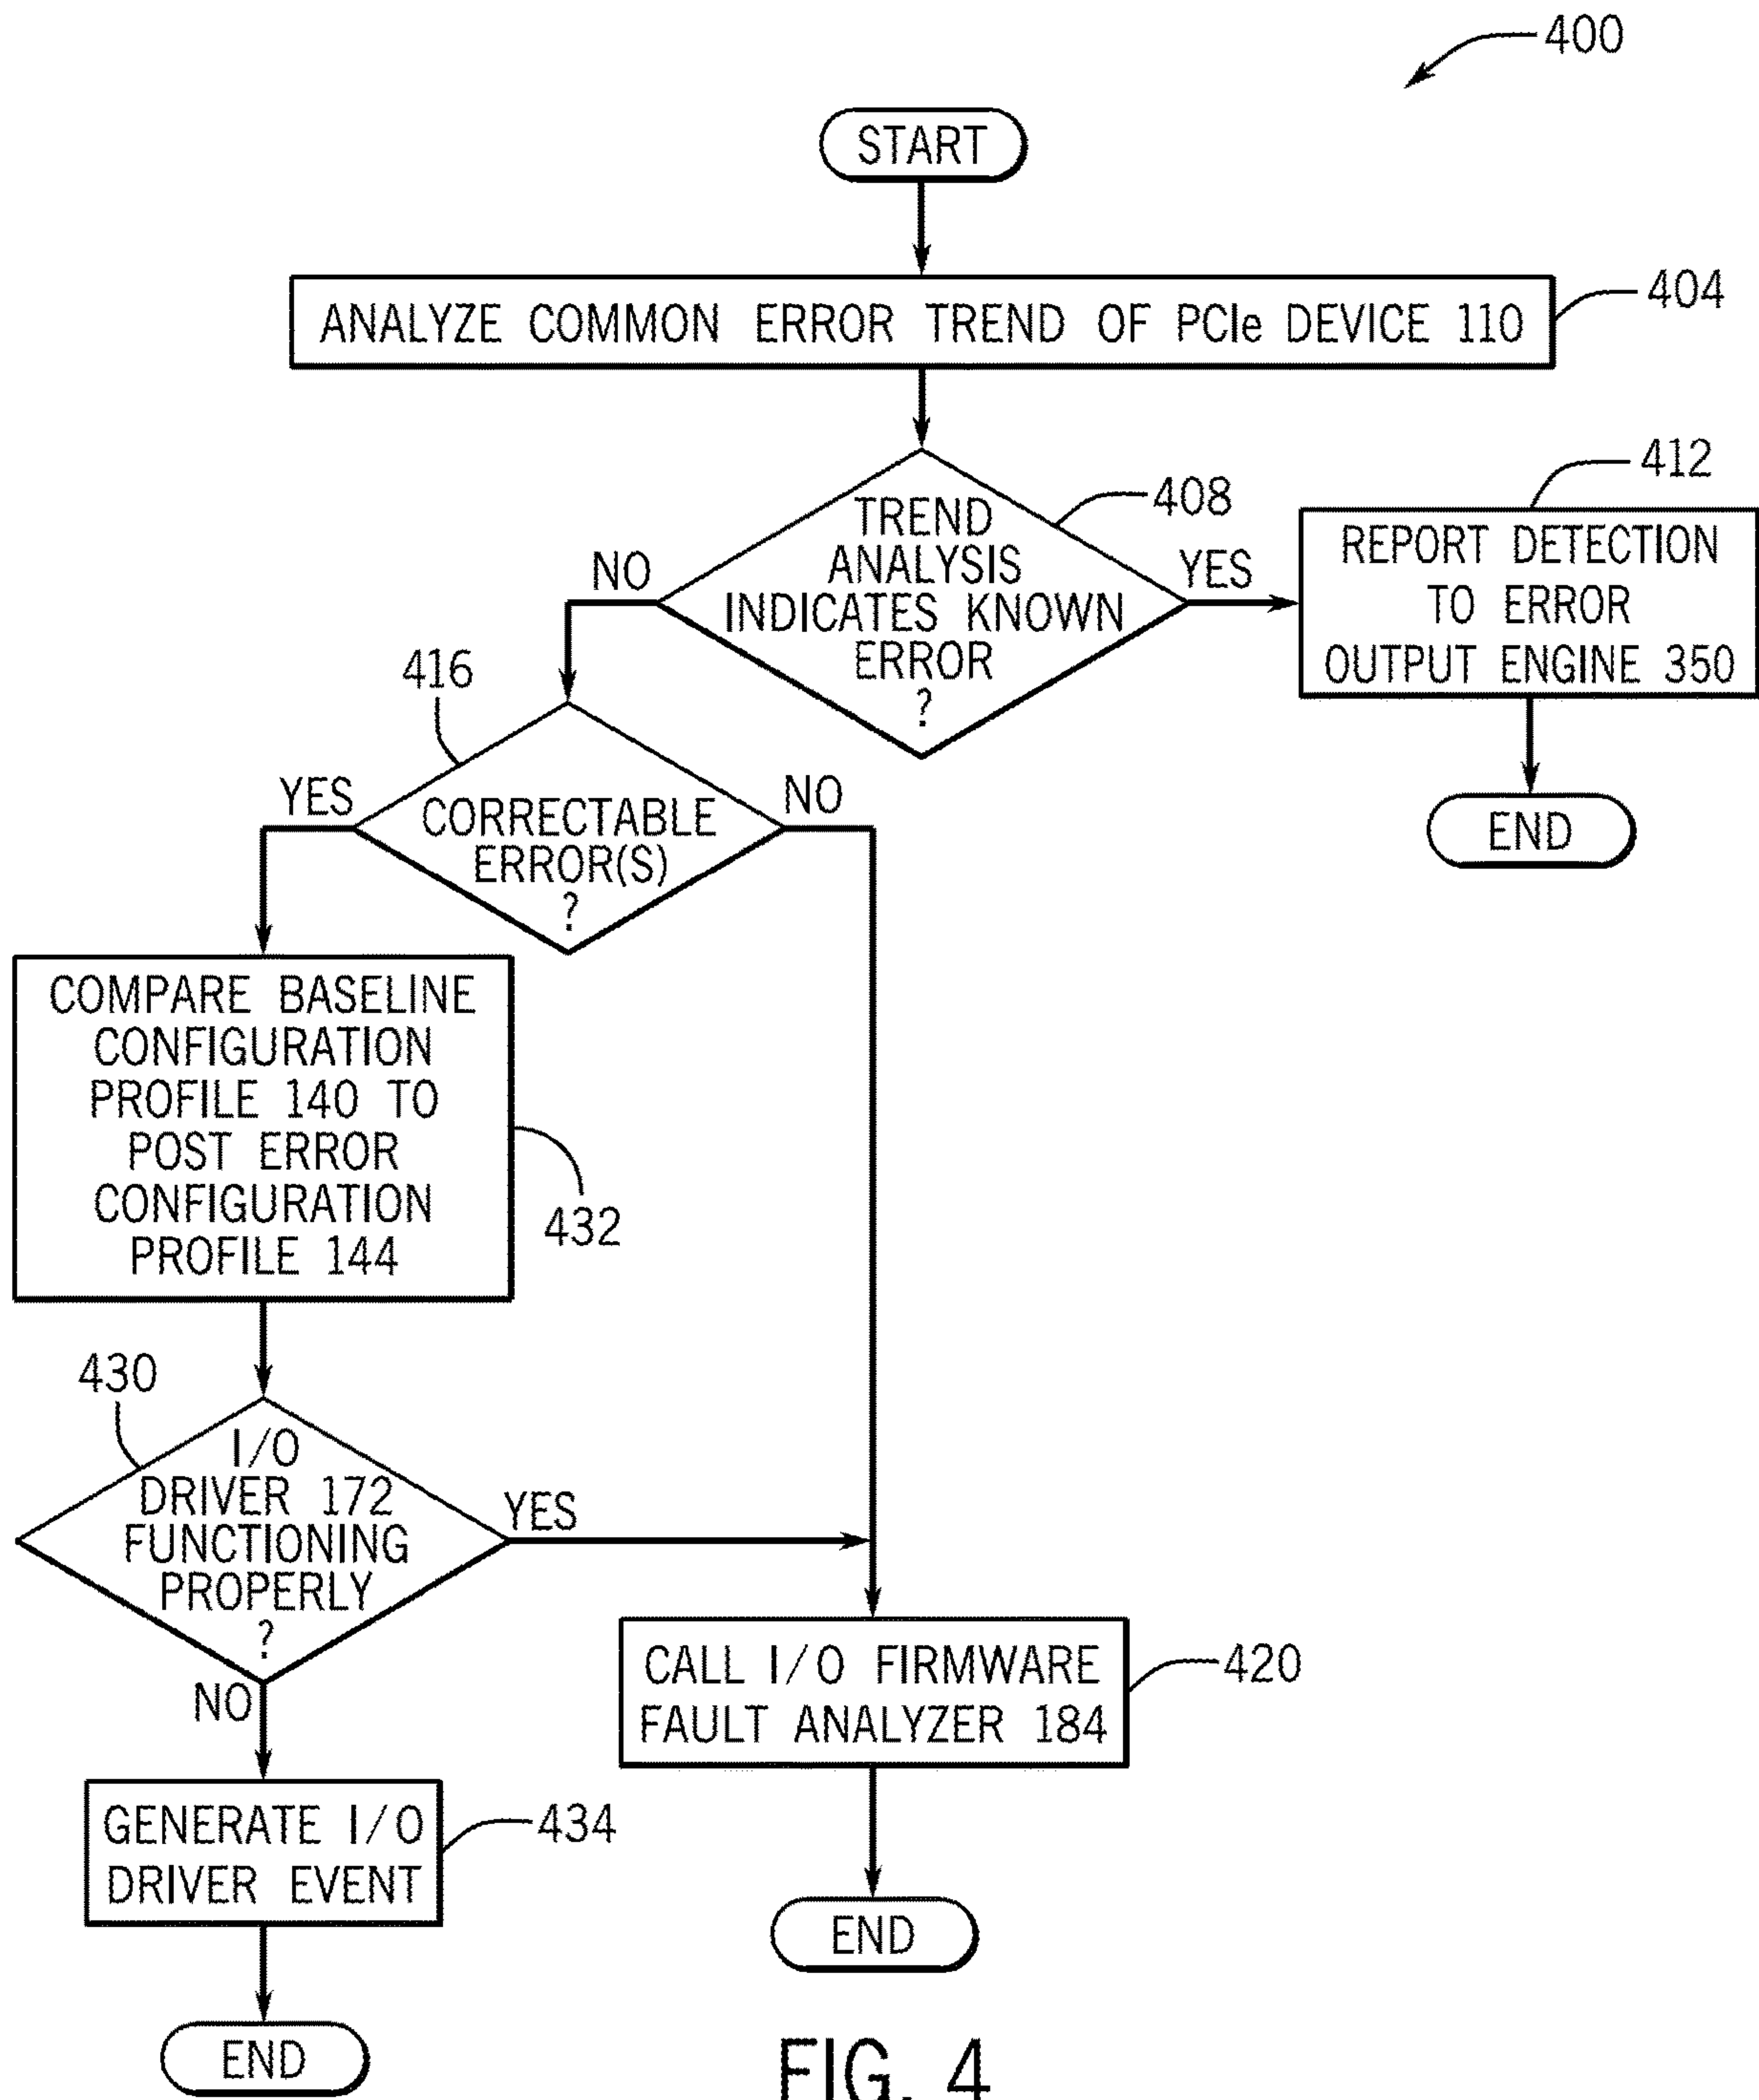 400
START
ANALYZE COMMON ERROR TREND OF PCIe DEVICE 110
404
TREND
ANALYSIS
INDICATES KNOWN
ERROR
?
408
NO
YES
412
REPORT DETECTION
TO ERROR
OUTPUT ENGINE 350
END
416
CORRECTABLE
ERROR(S)
?
YES
NO
COMPARE BASELINE
CONFIGURATION
PROFILE 140 TO
POST ERROR
CONFIGURATION
PROFILE 144
432
430
I/O
DRIVER 172
FUNCTIONING
PROPERLY
?
YES
NO
CALL I/O FIRMWARE
FAULT ANALYZER 184
420
GENERATE I/O
DRIVER EVENT
434
END
END
FIG. 4